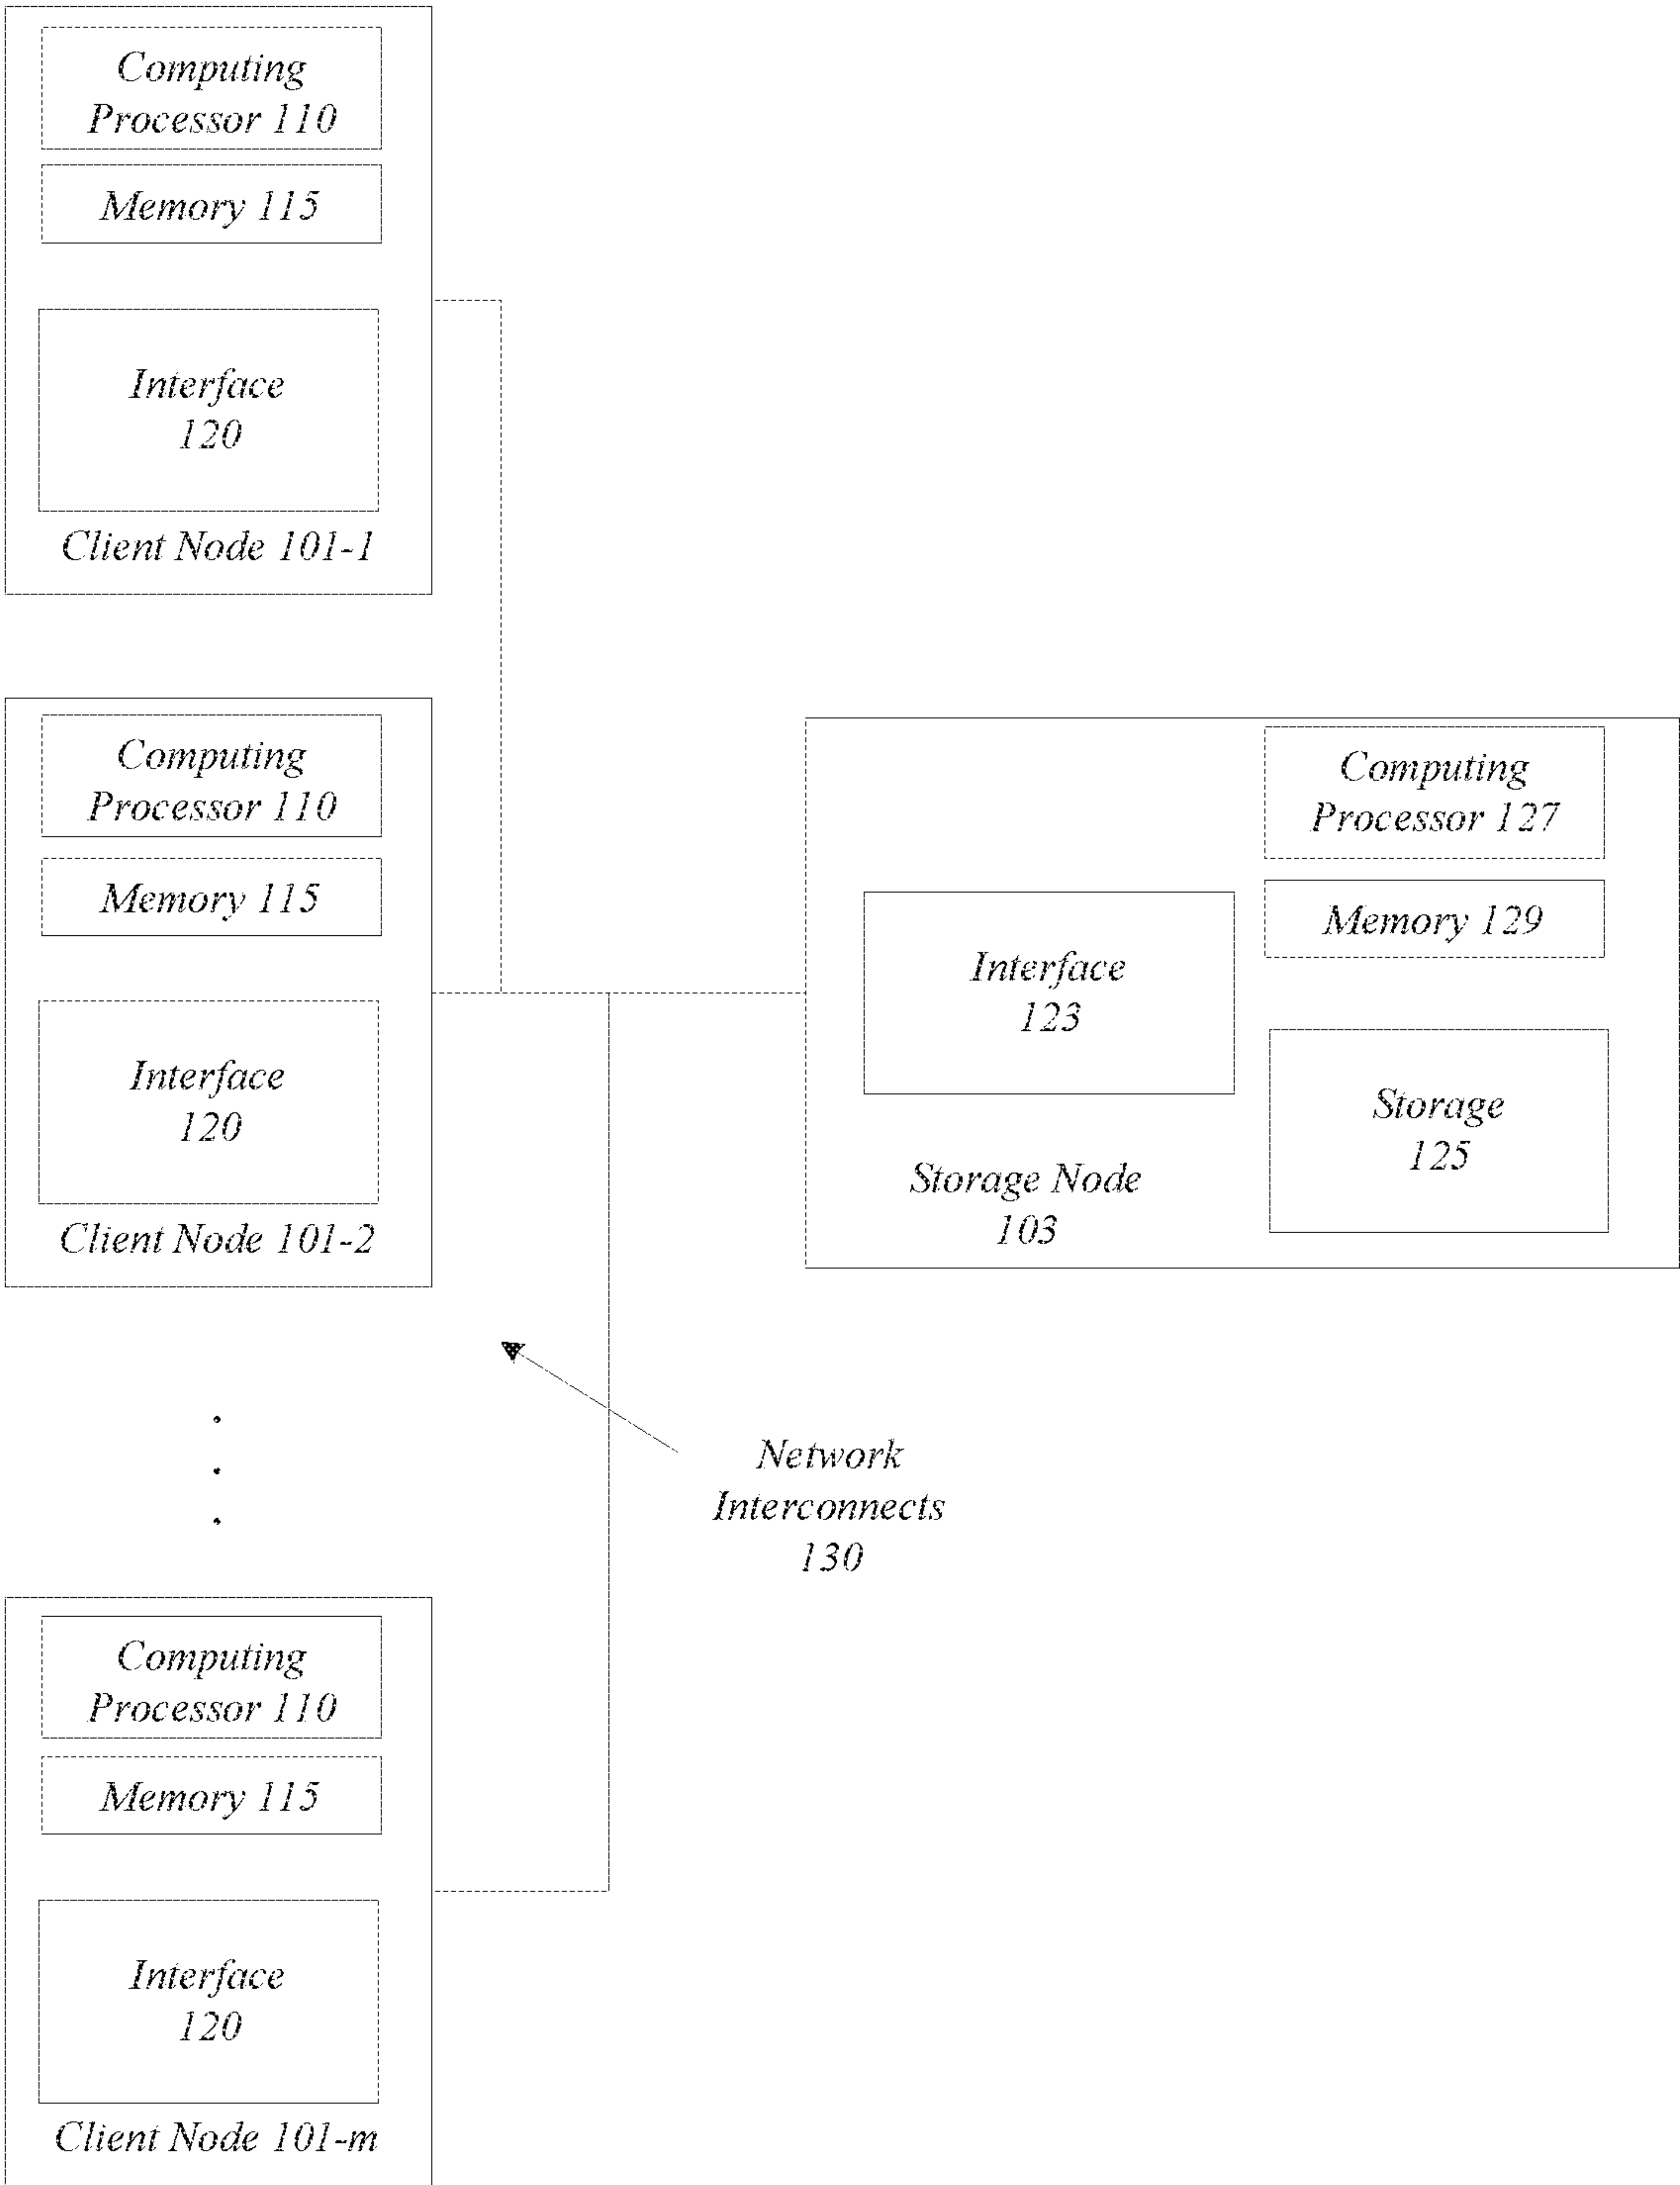 Computing
Processor 110
Memory 115
Interface
120
Client Node 101-1
Computing
Processor 110
Memory 115
Interface
120
Client Node 101-2
Computing
Processor 127
Memory 129
Interface
123
Storage
125
Storage Node
103
Network
Interconnects
130
Computing
Processor 110
Memory 115
Interface
120
Client Node 101-m